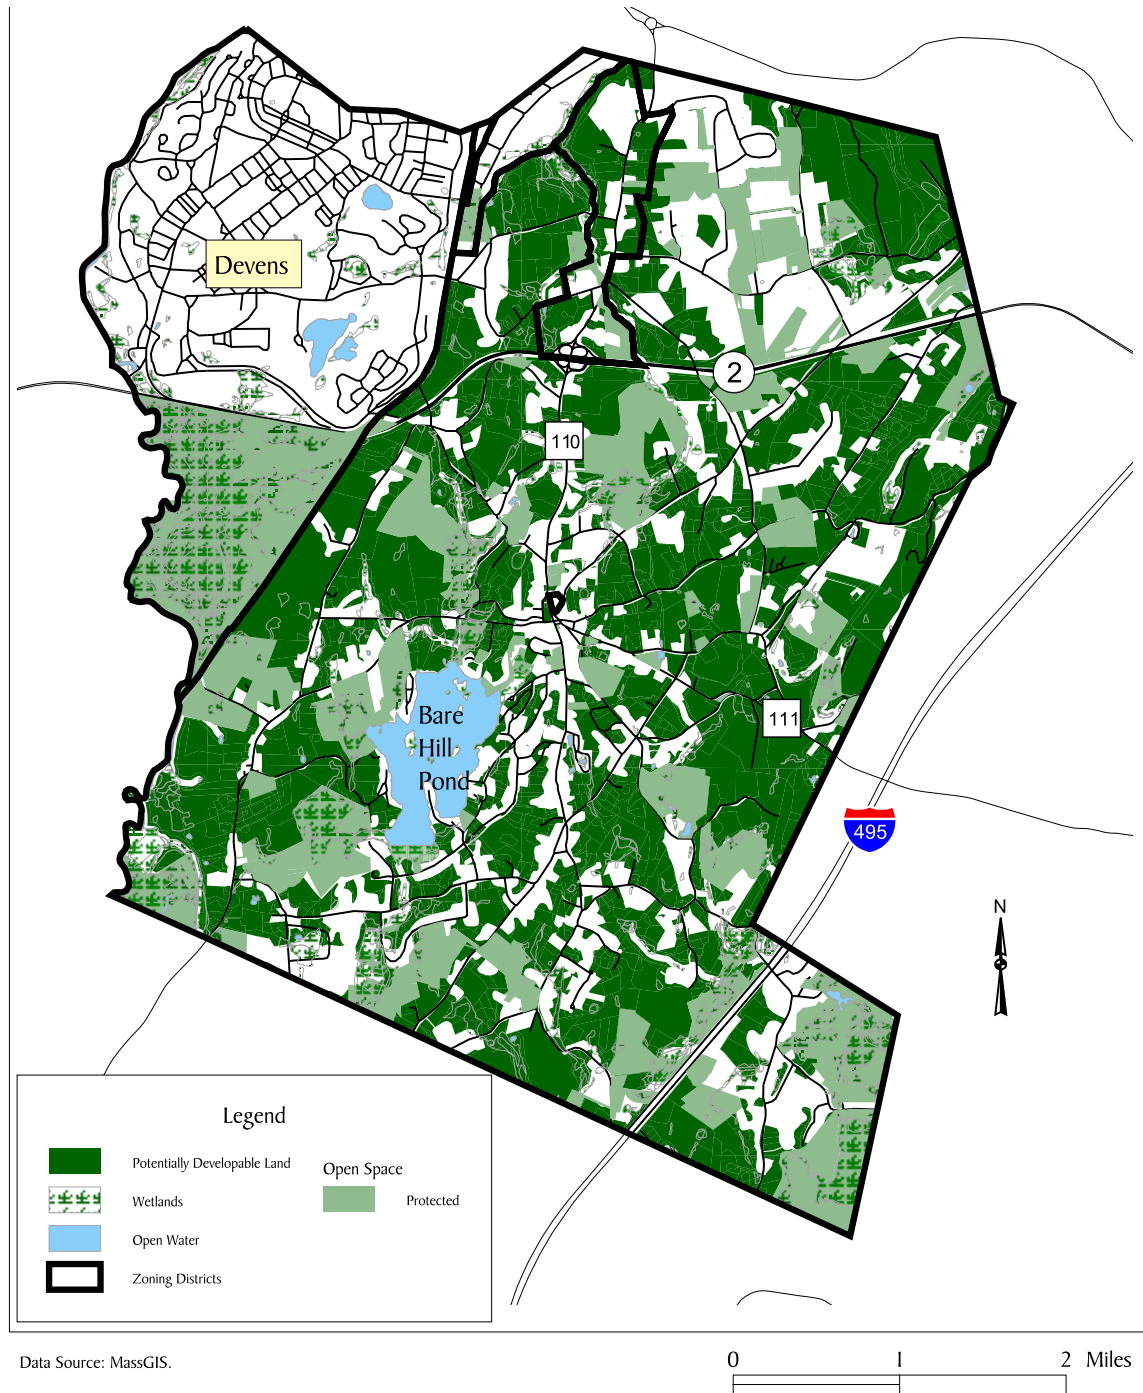 Devens
2
110
Bare
Hill
Pond
111
495
N
Legend
Potentially Developable Land
Open Space
Wetlands
Protected
Open Water
Zoning Districts
Data Source: MassGIS.
0 1 2 Miles